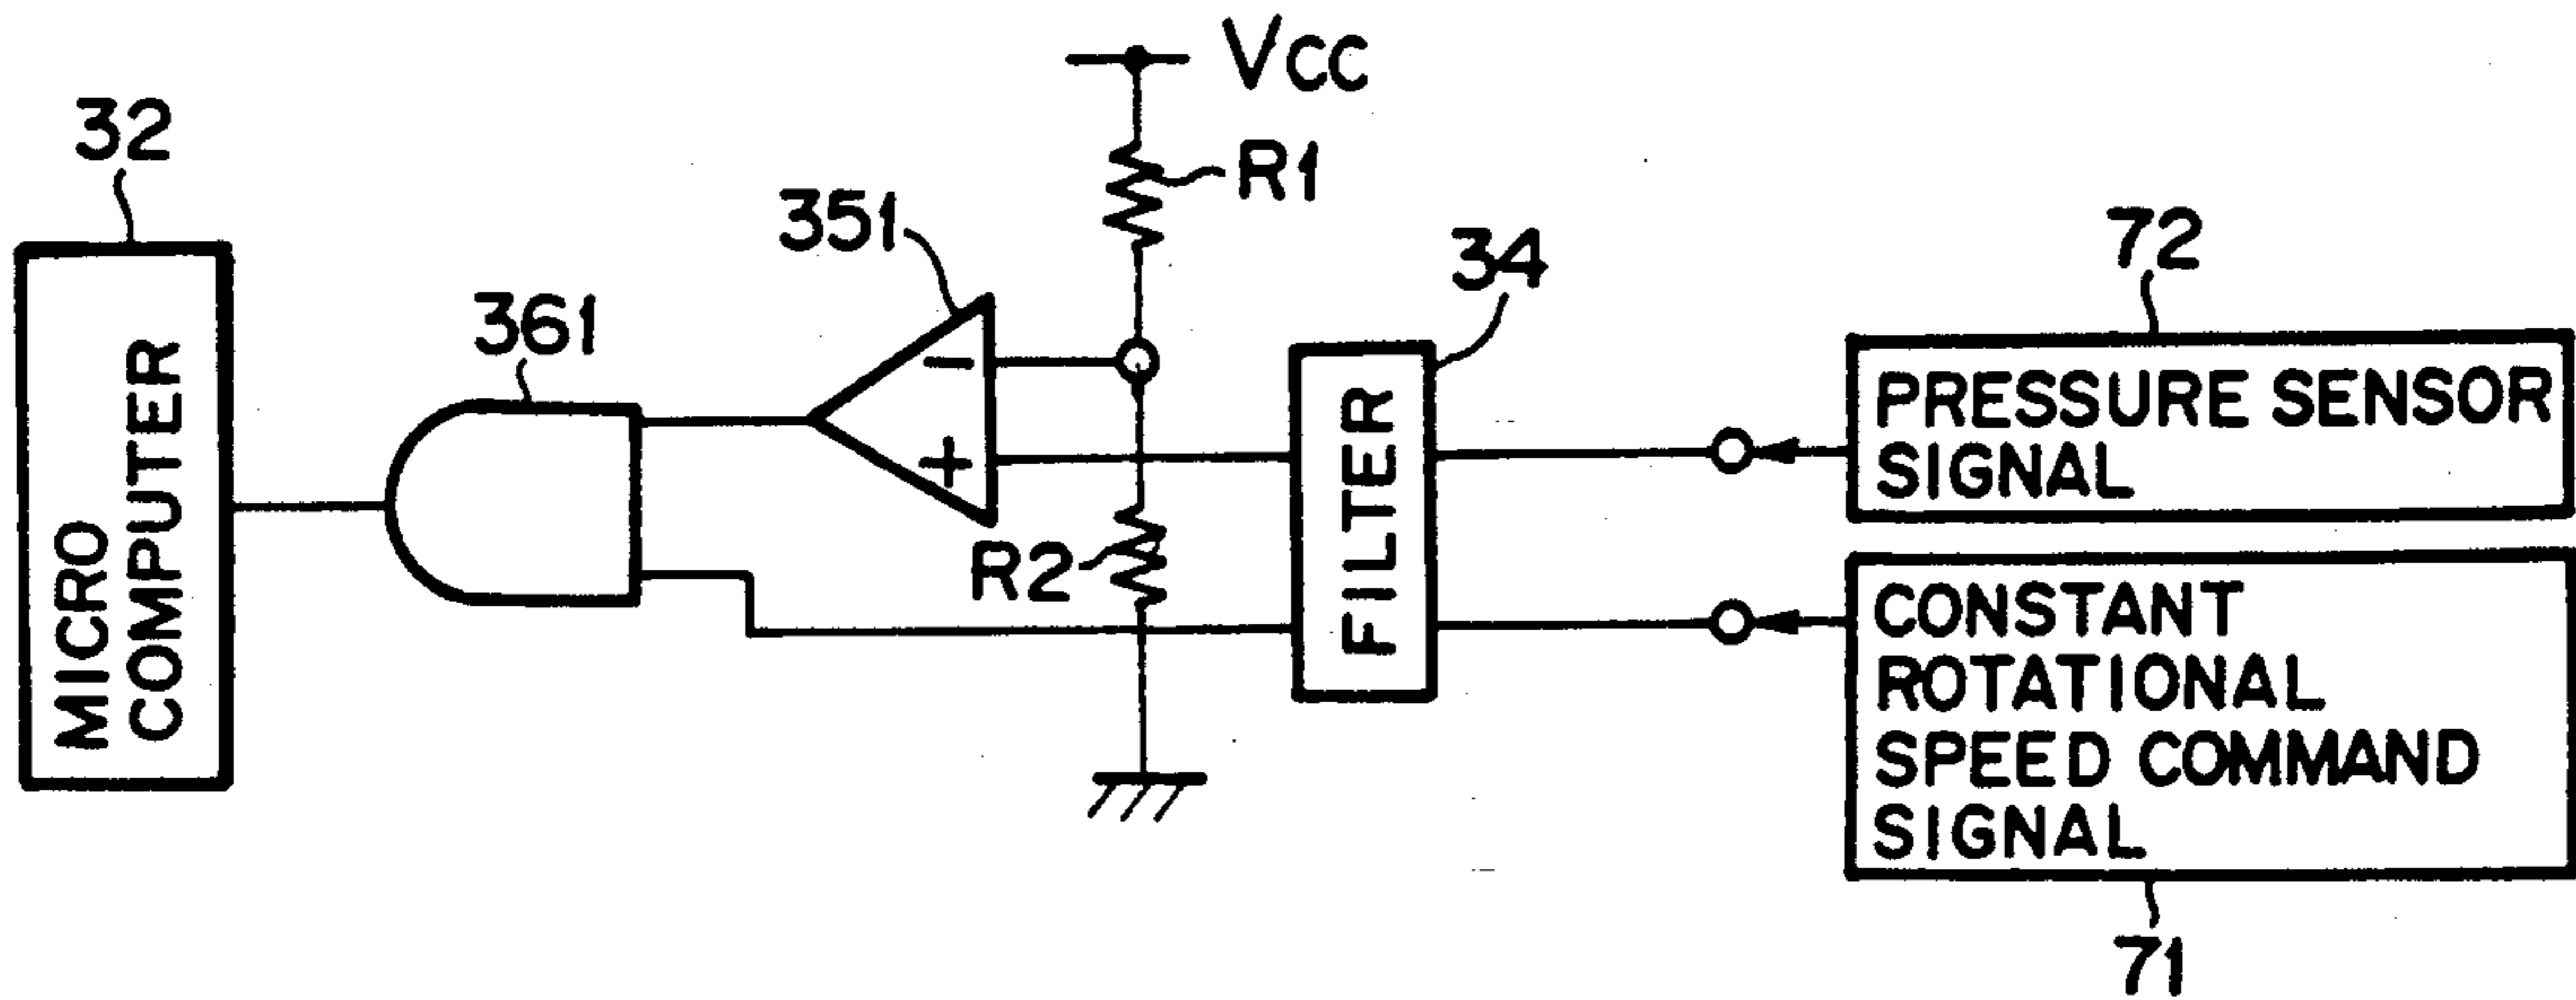 VCC
32
R1
351
34
72
361
MICRO
COMPUTER
−
+
R2
FILTER
PRESSURE SENSOR
SIGNAL
CONSTANT
ROTATIONAL
SPEED COMMAND
SIGNAL
71